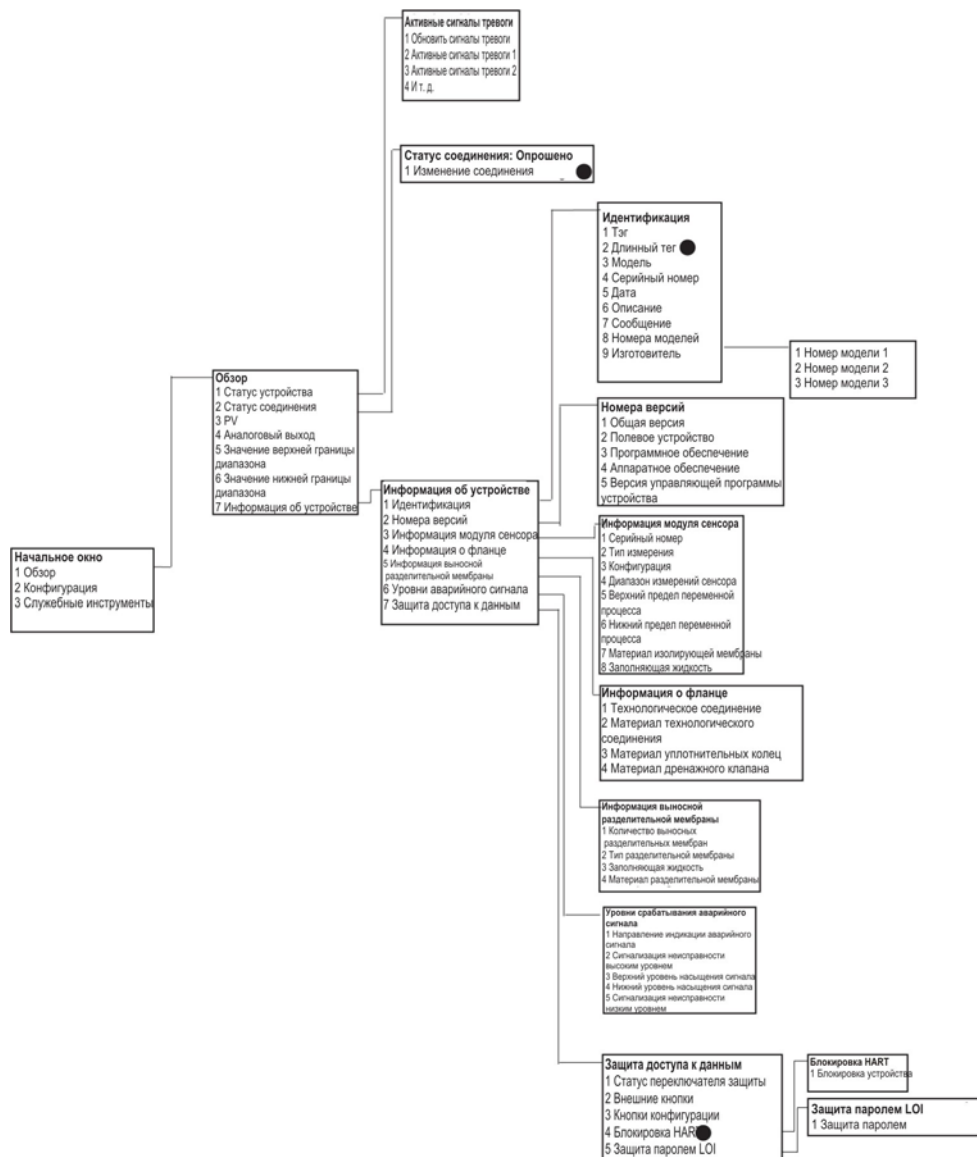 Активные сигналы тревоги
1 Обновить сигналы тревоги
2 Активные сигналы тревоги 1
3 Активные сигналы тревоги 2
4 И т. д.
Статус соединения: Опрошено
1 Изменение соединения
Идентификация
1 Тэг
2 Длинный тег
3 Модель
4 Серийный номер
5 Дата
6 Описание
7 Сообщение
8 Номера моделей
9 Изготовитель
1 Номер модели 1
2 Номер модели 2
3 Номер модели 3
Обзор
1 Статус устройства
2 Статус соединения
3 PV
4 Аналоговый выход
5 Значение верхней границы
диапазона
6 Значение нижней границы
диапазона
7 Информация об устройстве
Номера версий
1 Общая версия
2 Полевое устройство
3 Программное обеспечение
4 Аппаратное обеспечение
5 Версия управляющей программы
устройства
Информация об устройстве
1 Идентификация
2 Номера версий
3 Информация модуля сенсора
4 Информация о фланце
5 Информация выносной
разделительной мембраны
6 Уровни аварийного сигнала
7 Защита доступа к данным
Начальное окно
1 Обзор
2 Конфигурация
3 Служебные инструменты
Информация модуля сенсора
1 Серийный номер
2 Тип измерения
3 Конфигурация
4 Диапазон измерений сенсора
5 Верхний предел переменной
процесса
6 Нижний предел переменной
процесса
7 Материал изолирующей мембраны
8 Заполняющая жидкость
Информация о фланце
1 Технологическое соединение
2 Материал технологического
соединения
3 Материал уплотнительных колец
4 Материал дренажного клапана
Информация выносной
разделительной мембраны
1 Количество выносных
разделительных мембран
2 Тип разделительной мембраны
3 Заполняющая жидкость
4 Материал разделительной мембраны
Уровни срабатывания аварийного
сигнала
1 Направление индикации аварийного
сигнала
2 Сигнализация неисправности
высоким уровнем
3 Верхний уровень насыщения сигнала
4 Нижний уровень насыщения сигнала
5 Сигнализация неисправности
низким уровнем
Защита доступа к данным
1 Статус переключателя защиты
2 Внешние кнопки
3 Кнопки конфигурации
4 Блокировка HART
5 Защита паролем LOI
Блокировка HART
1 Блокировка устройства
Защита паролем LOI
1 Защита паролем